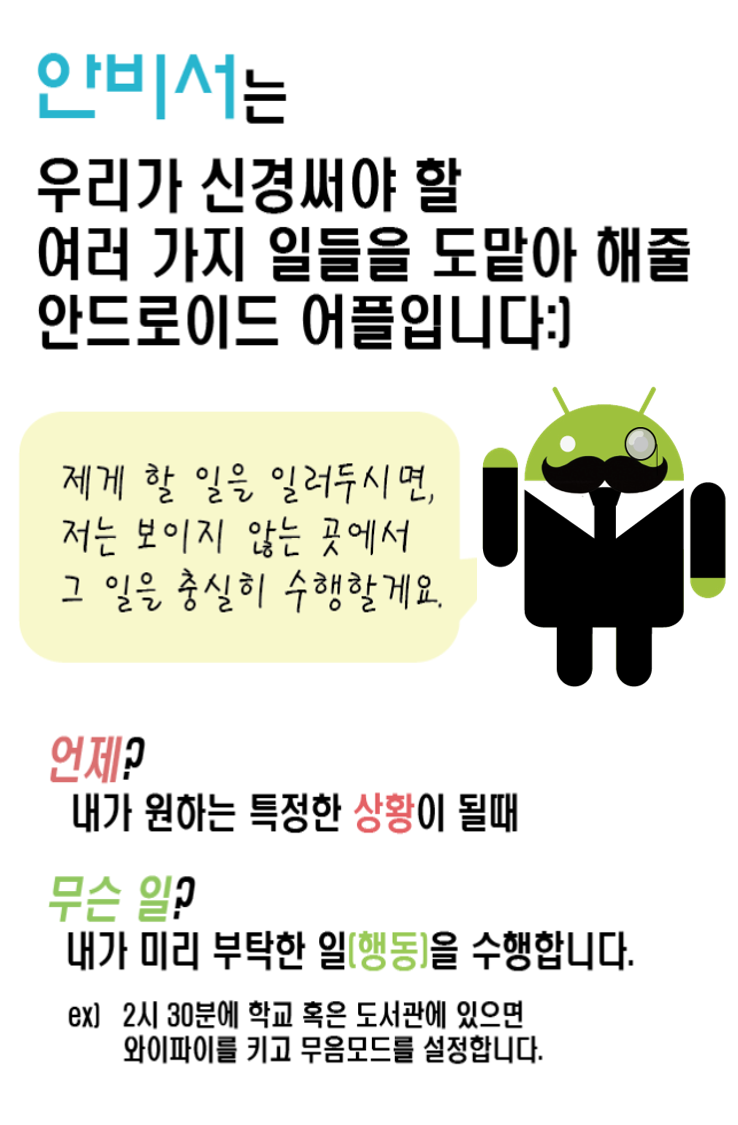 안비서는
우리가 신경써야 할
여러 가지 일들을 도맡아 해줄
안드로이드 어플입니다:)
제게 할 일을 일러두시면,
저는 보이지 않는 곳에서
그 일을 충실히 수행할게요.
언제?
내가 원하는 특정한 상황이 될때
무슨 일?
내가 미리 부탁한 일(행동)을 수행합니다.
ex) 2시 30분에 학교 혹은 도서관에 있으면
와이파이를 키고 무음모드를 설정합니다.